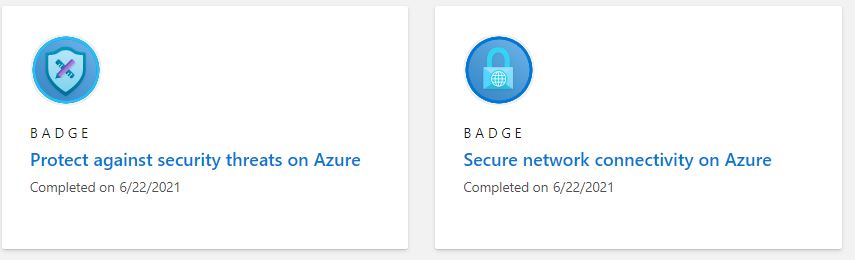 BADGE
Protect against security threats on Azure
Completed on 6/22/2021
BADGE
Secure network connectivity on Azure
Completed on 6/22/2021